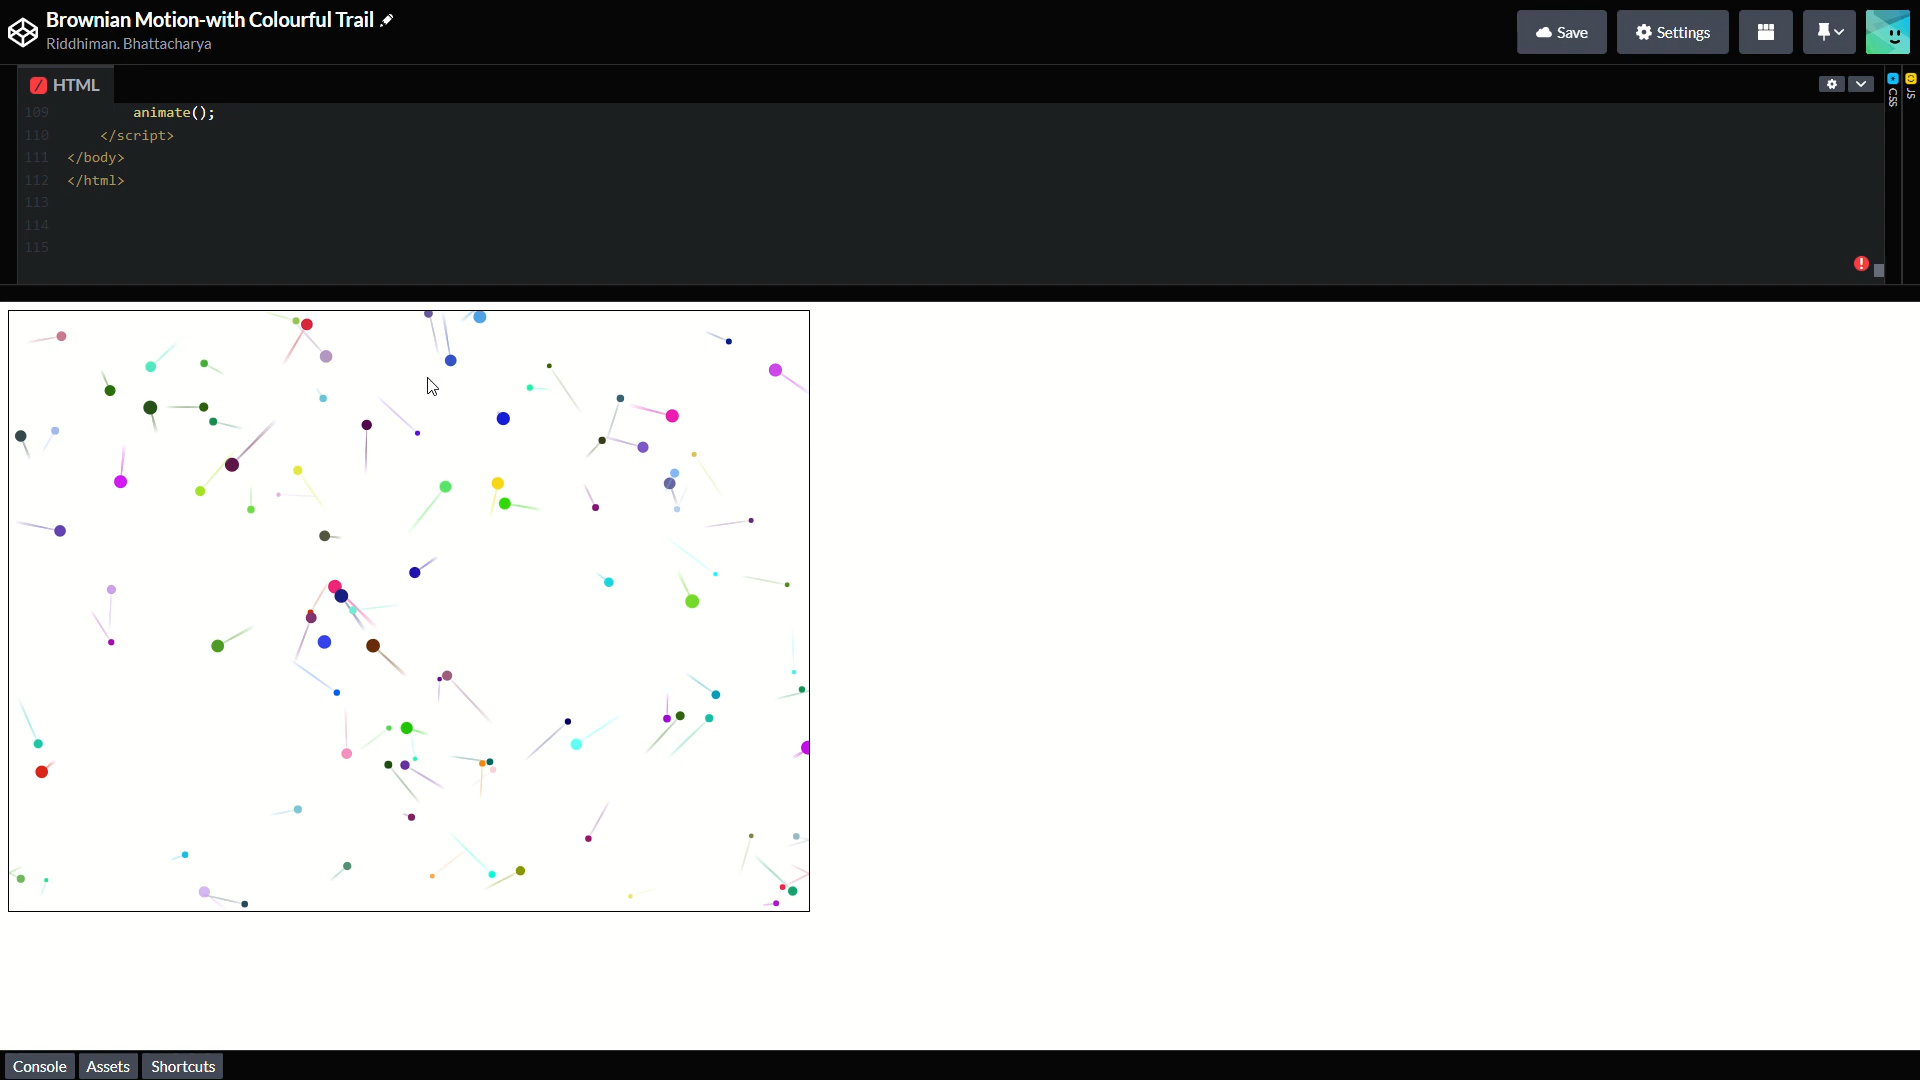 Brownian Motion-with Colourful Trail
Riddhiman. Bhattacharya
Save
Settings
HTML
CSS
JS
109 animate();
110 </script>
111 </body>
112 </html>
113
114
115
Console
Assets
Shortcuts